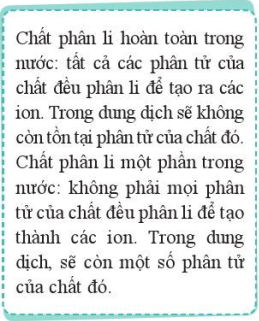 Chất phân li hoàn toàn trong
nước: tất cả các phân tử của
chất đều phân li để tạo ra các
ion. Trong dung dịch sẽ không
còn tồn tại phân tử của chất đó.
Chất phân li một phần trong
nước: không phải mọi phân
tử của chất đều phân li để tạo
thành các ion. Trong dung
dịch, sẽ còn một số phân tử
của chất đó.